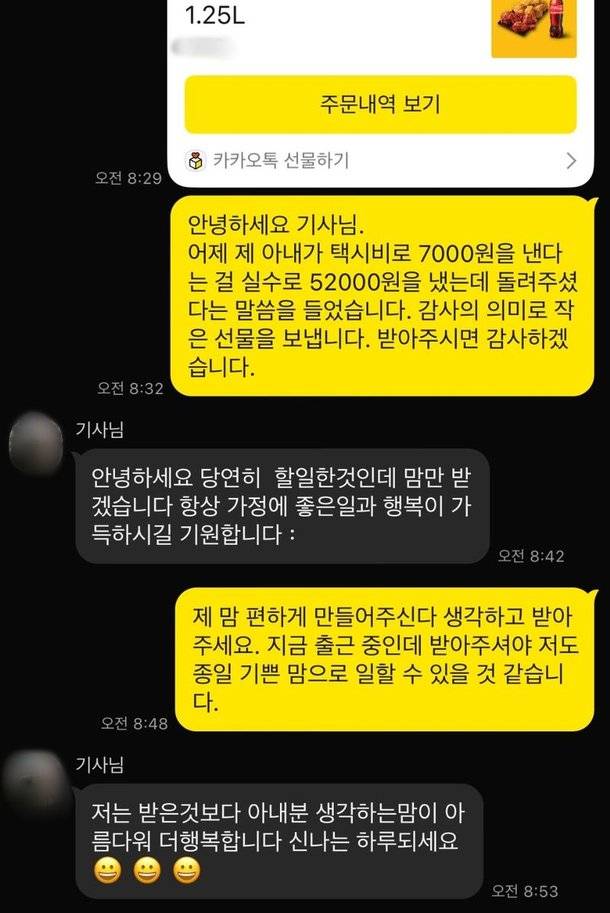 1.25L
주문내역 보기
카카오톡 선물하기
오전 8:29
안녕하세요 기사님.
어제 제 아내가 택시비로 7000원을 낸다
는 걸 실수로 52000원을 냈는데 돌려주셨
다는 말씀을 들었습니다. 감사의 의미로 작
은 선물을 보냅니다. 받아주시면 감사하겠
습니다.
오전 8:32
기사님
안녕하세요 당연히  할일한것인데 맘만 받
겠습니다 항상 가정에 좋은일과 행복이 가
득하시길 기원합니다 :
오전 8:42
제 맘 편하게 만들어주신다 생각하고 받아
주세요. 지금 출근 중인데 받아주셔야 저도
종일 기쁜 맘으로 일할 수 있을 것 같습니
다.
오전 8:48
기사님
저는 받은것보다 아내분 생각하는맘이 아
름다워 더행복합니다 신나는 하루되세요
😀 😀 😀
오전 8:53